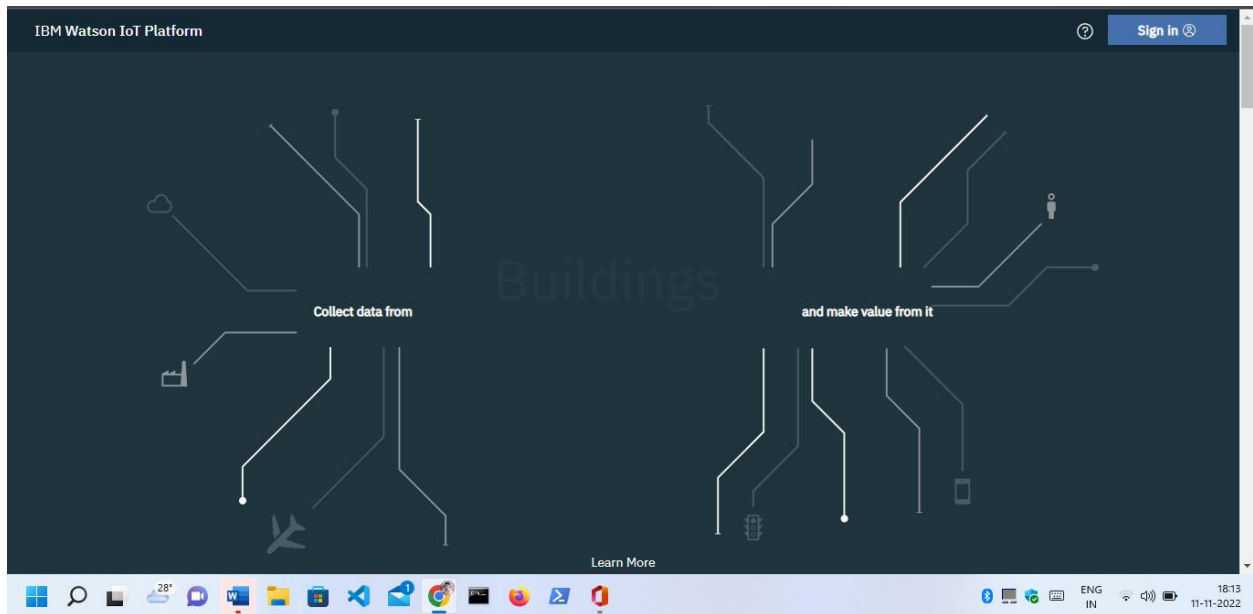 IBM Watson IoT Platform
Sign in
Buildings
Collect data from
and make value from it
Learn More
28°
1
ENG
IN
18:13
11-11-2022